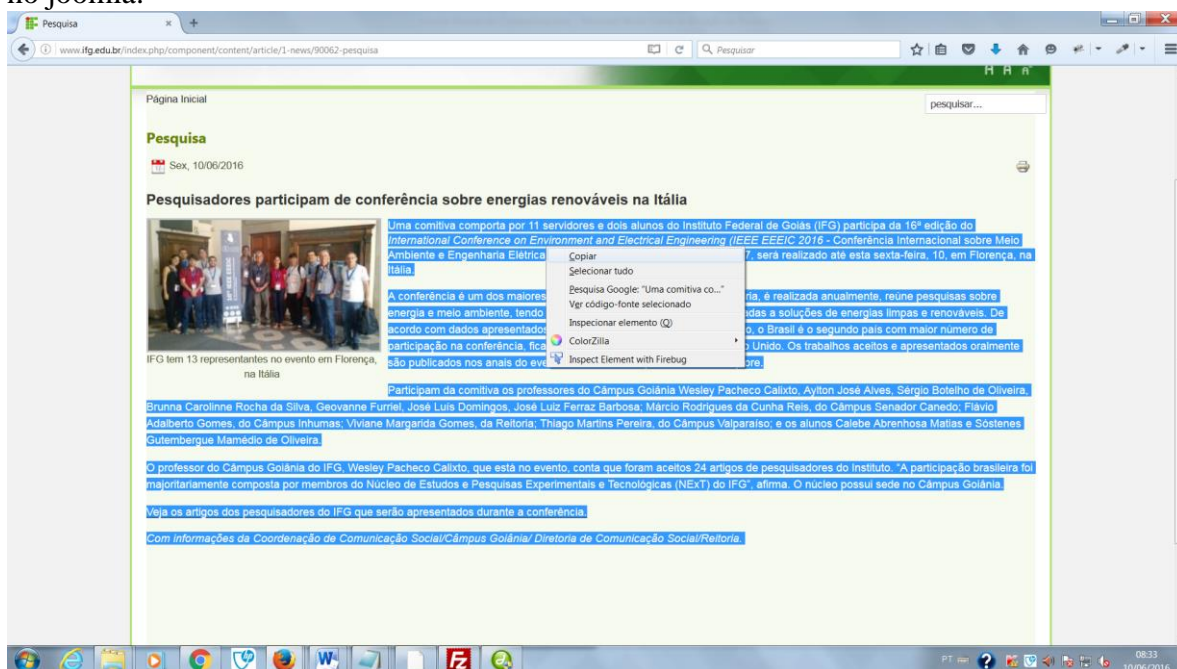 no joomla.
Pesquisa
www.ifg.edu.br/index.php/component/content/article/1-news/90062-pesquisa
Pesquisar
A A A
Página Inicial
pesquisar...
Pesquisa
Sex, 10/06/2016
Pesquisadores participam de conferência sobre energias renováveis na Itália
Uma comitiva comporta por 11 servidores e dois alunos do Instituto Federal de Goiás (IFG) participa da 16ª edição do
International Conference on Environment and Electrical Engineering (IEEE EEEIC 2016 - Conferência Internacional sobre Meio
Ambiente e Engenharia Elétrica 7, será realizado até esta sexta-feira, 10, em Florença, na
Itália.
A conferência é um dos maiores ria, é realizada anualmente, reúne pesquisas sobre
energia e meio ambiente, tendo adas a soluções de energias limpas e renováveis. De
acordo com dados apresentados o, o Brasil é o segundo país com maior número de
participação na conferência, fica Unido. Os trabalhos aceitos e apresentados oralmente
são publicados nos anais do eve bre.
Copiar
Selecionar tudo
Pesquisa Google: "Uma comitiva co..."
Ver código-fonte selecionado
Inspecionar elemento (Q)
ColorZilla
Inspect Element with Firebug
IFG tem 13 representantes no evento em Florença,
na Itália
Participam da comitiva os professores do Câmpus Goiânia Wesley Pacheco Calixto, Aylton José Alves, Sérgio Botelho de Oliveira,
Brunna Carolinne Rocha da Silva, Geovanne Furriel, José Luis Domingos, José Luiz Ferraz Barbosa; Márcio Rodrigues da Cunha Reis, do Câmpus Senador Canedo; Flávio
Adalberto Gomes, do Câmpus Inhumas; Viviane Margarida Gomes, da Reitoria; Thiago Martins Pereira, do Câmpus Valparaíso; e os alunos Calebe Abrenhosa Matias e Sóstenes
Gutembergue Mamédio de Oliveira.
O professor do Câmpus Goiânia do IFG, Wesley Pacheco Calixto, que está no evento, conta que foram aceitos 24 artigos de pesquisadores do Instituto. "A participação brasileira foi
majoritariamente composta por membros do Núcleo de Estudos e Pesquisas Experimentais e Tecnológicas (NExT) do IFG", afirma. O núcleo possui sede no Câmpus Goiânia.
Veja os artigos dos pesquisadores do IFG que serão apresentados durante a conferência.
Com informações da Coordenação de Comunicação Social/Câmpus Goiânia/ Diretoria de Comunicação Social/Reitoria.
PT
08:33
10/06/2016